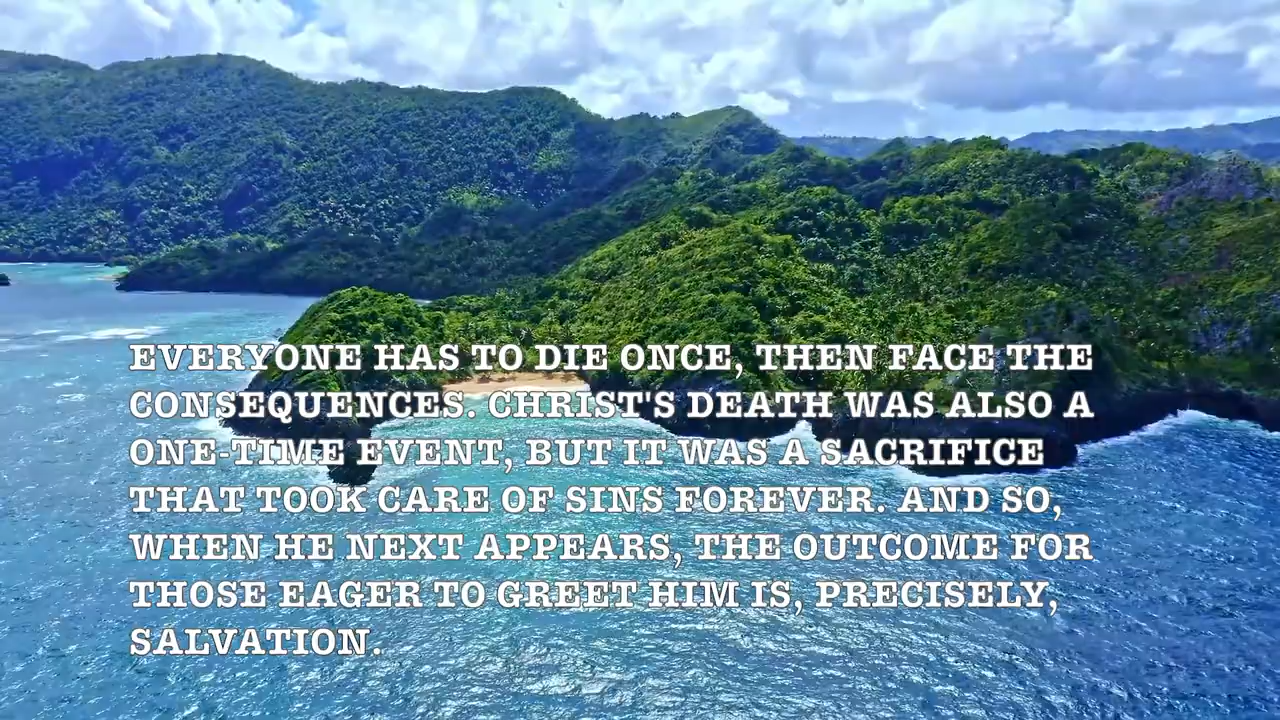 EVERYONE HAS TO DIE ONCE, THEN FACE THE
CONSEQUENCES. CHRIST'S DEATH WAS ALSO A
ONE-TIME EVENT, BUT IT WAS A SACRIFICE
THAT TOOK CARE OF SINS FOREVER. AND SO,
WHEN HE NEXT APPEARS, THE OUTCOME FOR
THOSE EAGER TO GREET HIM IS, PRECISELY,
SALVATION.